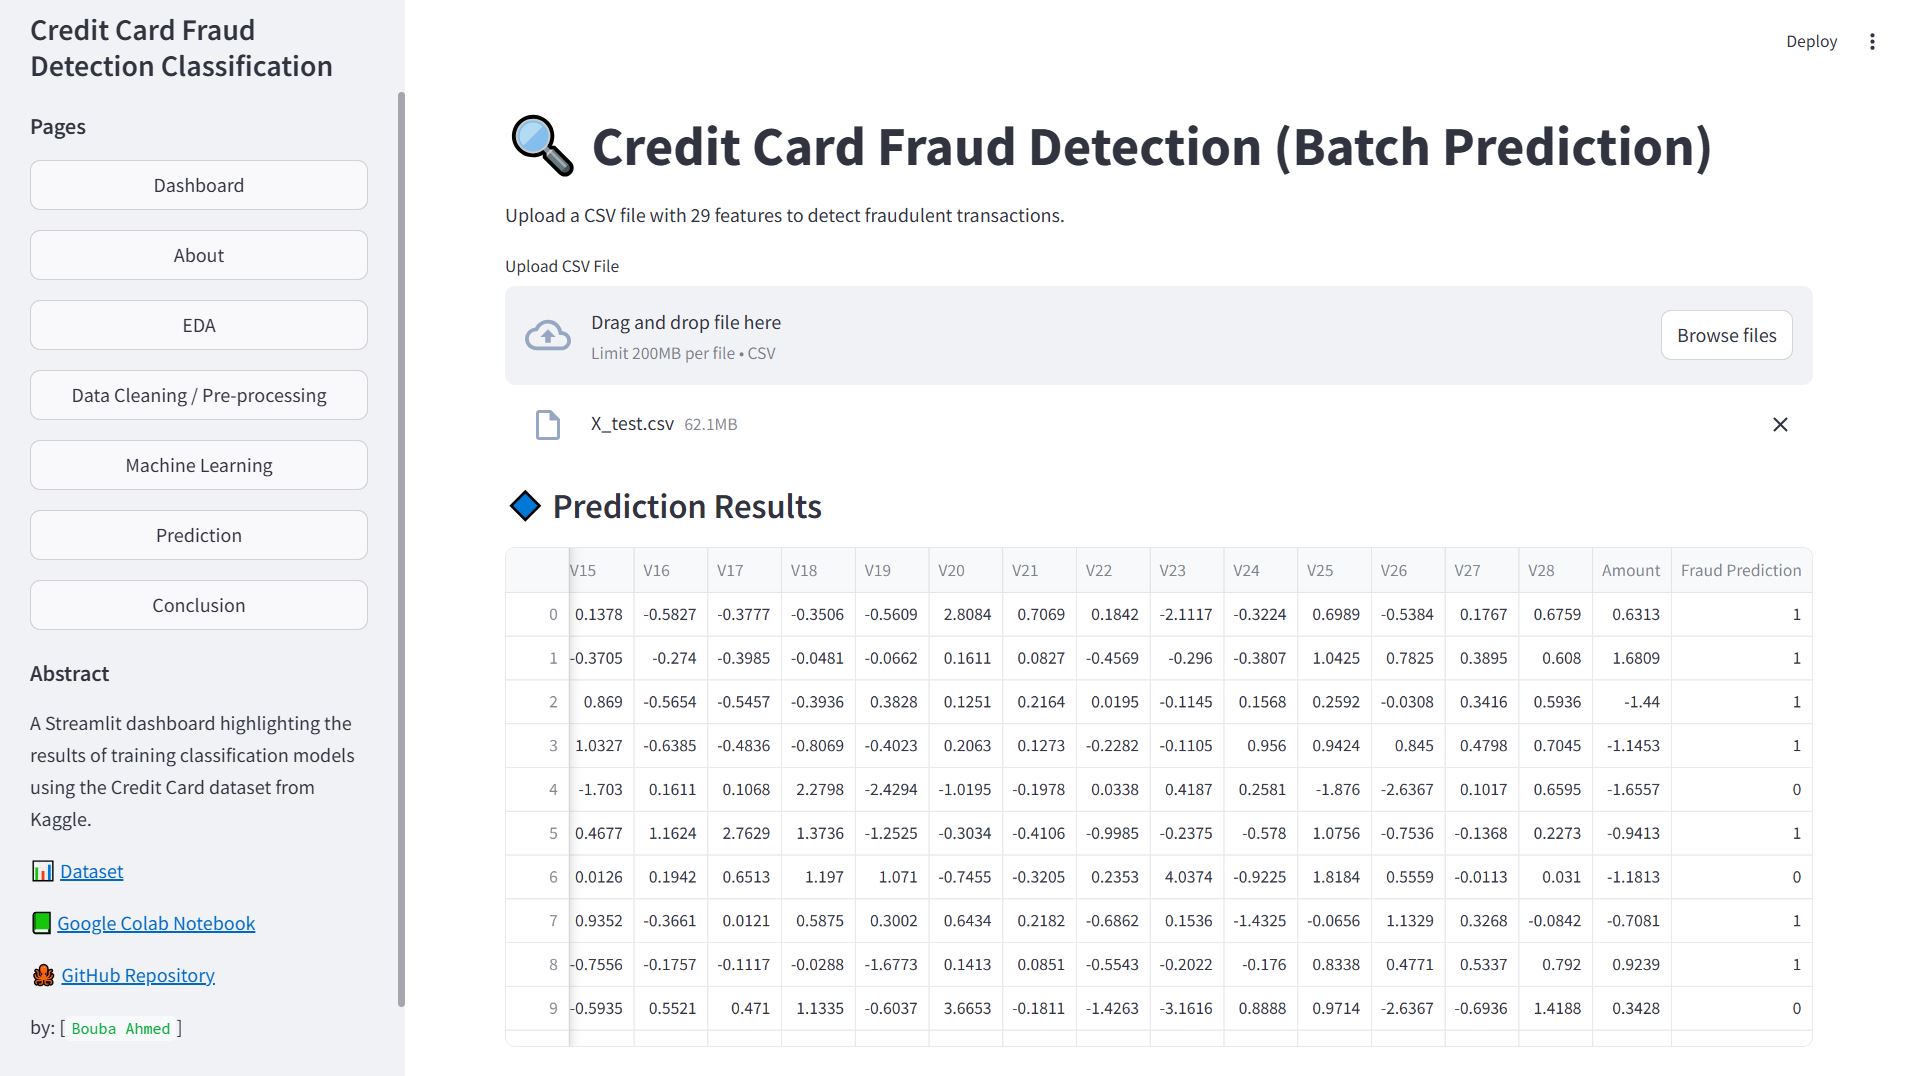 Credit Card Fraud
Detection Classification
Pages
Dashboard
About
EDA
Data Cleaning / Pre-processing
Machine Learning
Prediction
Conclusion
Abstract
A Streamlit dashboard highlighting the
results of training classification models
using the Credit Card dataset from
Kaggle.
Dataset
Google Colab Notebook
GitHub Repository
by: [ Bouba Ahmed ]
Deploy
Credit Card Fraud Detection (Batch Prediction)
Upload a CSV file with 29 features to detect fraudulent transactions.
Upload CSV File
Drag and drop file here
Limit 200MB per file • CSV
Browse files
X_test.csv 62.1MB
Prediction Results
V15 V16 V17 V18 V19 V20 V21 V22 V23 V24 V25 V26 V27 V28 Amount Fraud Prediction
0 0.1378 -0.5827 -0.3777 -0.3506 -0.5609 2.8084 0.7069 0.1842 -2.1117 -0.3224 0.6989 -0.5384 0.1767 0.6759 0.6313 1
1 -0.3705 -0.274 -0.3985 -0.0481 -0.0662 0.1611 0.0827 -0.4569 -0.296 -0.3807 1.0425 0.7825 0.3895 0.608 1.6809 1
2 0.869 -0.5654 -0.5457 -0.3936 0.3828 0.1251 0.2164 0.0195 -0.1145 0.1568 0.2592 -0.0308 0.3416 0.5936 -1.44 1
3 1.0327 -0.6385 -0.4836 -0.8069 -0.4023 0.2063 0.1273 -0.2282 -0.1105 0.956 0.9424 0.845 0.4798 0.7045 -1.1453 1
4 -1.703 0.1611 0.1068 2.2798 -2.4294 -1.0195 -0.1978 0.0338 0.4187 0.2581 -1.876 -2.6367 0.1017 0.6595 -1.6557 0
5 0.4677 1.1624 2.7629 1.3736 -1.2525 -0.3034 -0.4106 -0.9985 -0.2375 -0.578 1.0756 -0.7536 -0.1368 0.2273 -0.9413 1
6 0.0126 0.1942 0.6513 1.197 1.071 -0.7455 -0.3205 0.2353 4.0374 -0.9225 1.8184 0.5559 -0.0113 0.031 -1.1813 0
7 0.9352 -0.3661 0.0121 0.5875 0.3002 0.6434 0.2182 -0.6862 0.1536 -1.4325 -0.0656 1.1329 0.3268 -0.0842 -0.7081 1
8 -0.7556 -0.1757 -0.1117 -0.0288 -1.6773 0.1413 0.0851 -0.5543 -0.2022 -0.176 0.8338 0.4771 0.5337 0.792 0.9239 1
9 -0.5935 0.5521 0.471 1.1335 -0.6037 3.6653 -0.1811 -1.4263 -3.1616 0.8888 0.9714 -2.6367 -0.6936 1.4188 0.3428 0